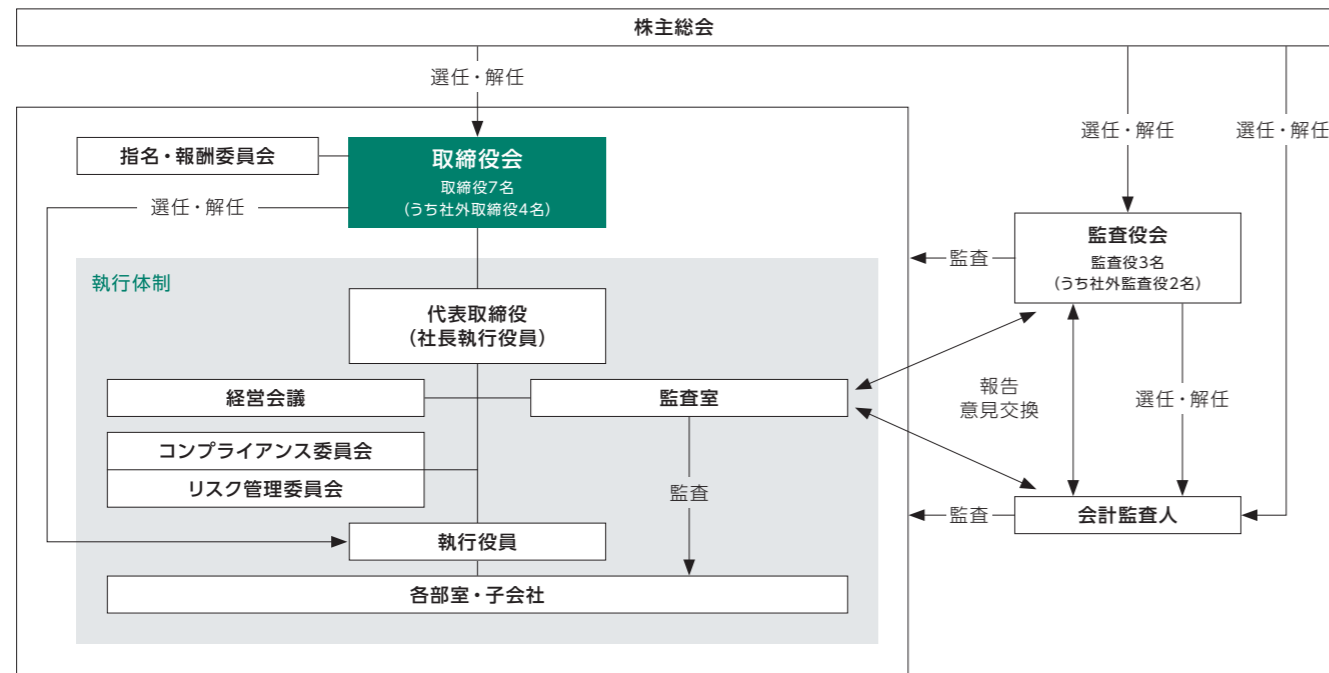 株主総会
選任・解任
選任・解任
選任・解任
指名・報酬委員会
取締役会
取締役7名
(うち社外取締役4名)
選任・解任
監査役会
監査役3名
(うち社外監査役2名)
監査
執行体制
代表取締役
(社長執行役員)
経営会議
監査室
報告
意見交換
選任・解任
コンプライアンス委員会
リスク管理委員会
監査
監査
会計監査人
執行役員
各部室・子会社